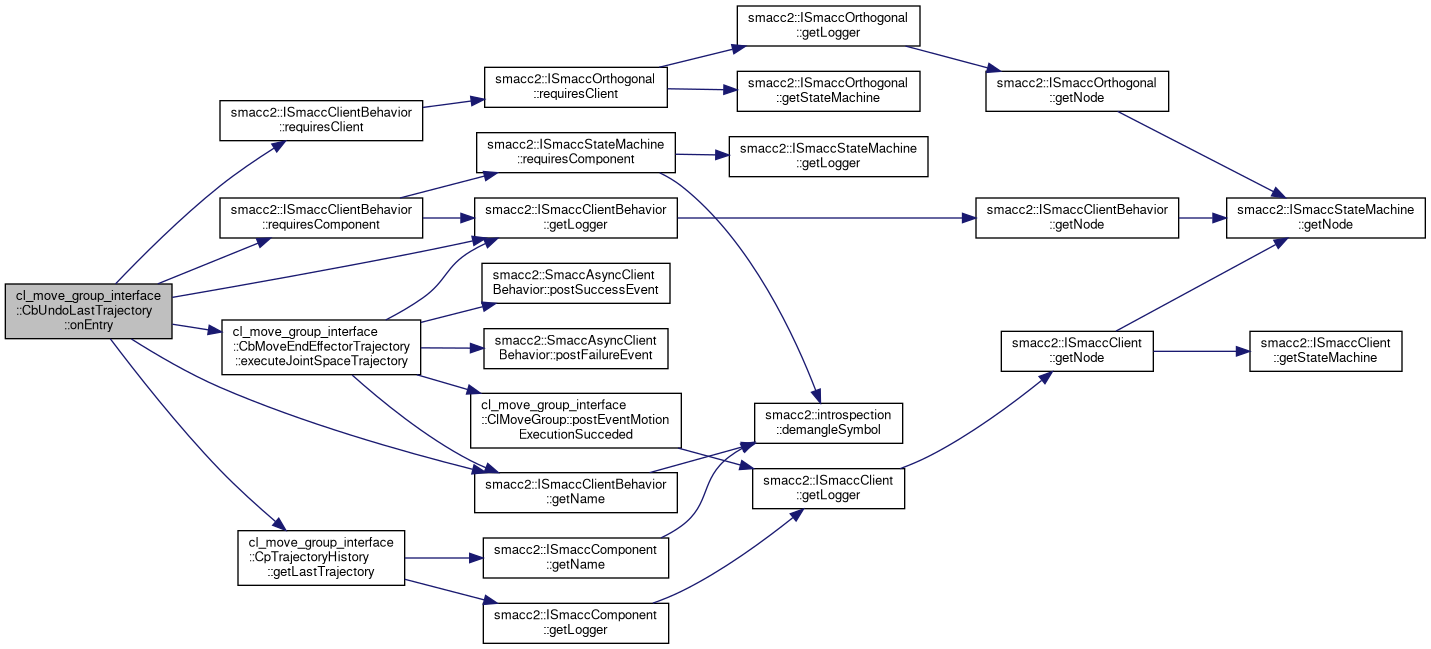 smacc2::ISmaccOrthogonal
::getLogger
smacc2::ISmaccOrthogonal
::requiresClient
smacc2::ISmaccOrthogonal
::getStateMachine
smacc2::ISmaccOrthogonal
::getNode
smacc2::ISmaccClientBehavior
::requiresClient
smacc2::ISmaccStateMachine
::requiresComponent
smacc2::ISmaccStateMachine
::getLogger
smacc2::ISmaccClientBehavior
::requiresComponent
smacc2::ISmaccClientBehavior
::getLogger
smacc2::ISmaccClientBehavior
::getNode
smacc2::ISmaccStateMachine
::getNode
cl_move_group_interface
::CbUndoLastTrajectory
::onEntry
smacc2::SmaccAsyncClient
Behavior::postSuccessEvent
cl_move_group_interface
::CbMoveEndEffectorTrajectory
::executeJointSpaceTrajectory
smacc2::SmaccAsyncClient
Behavior::postFailureEvent
smacc2::ISmaccClient
::getNode
smacc2::ISmaccClient
::getStateMachine
cl_move_group_interface
::ClMoveGroup::postEventMotion
ExecutionSucceded
smacc2::introspection
::demangleSymbol
smacc2::ISmaccClientBehavior
::getName
smacc2::ISmaccClient
::getLogger
cl_move_group_interface
::CpTrajectoryHistory
::getLastTrajectory
smacc2::ISmaccComponent
::getName
smacc2::ISmaccComponent
::getLogger